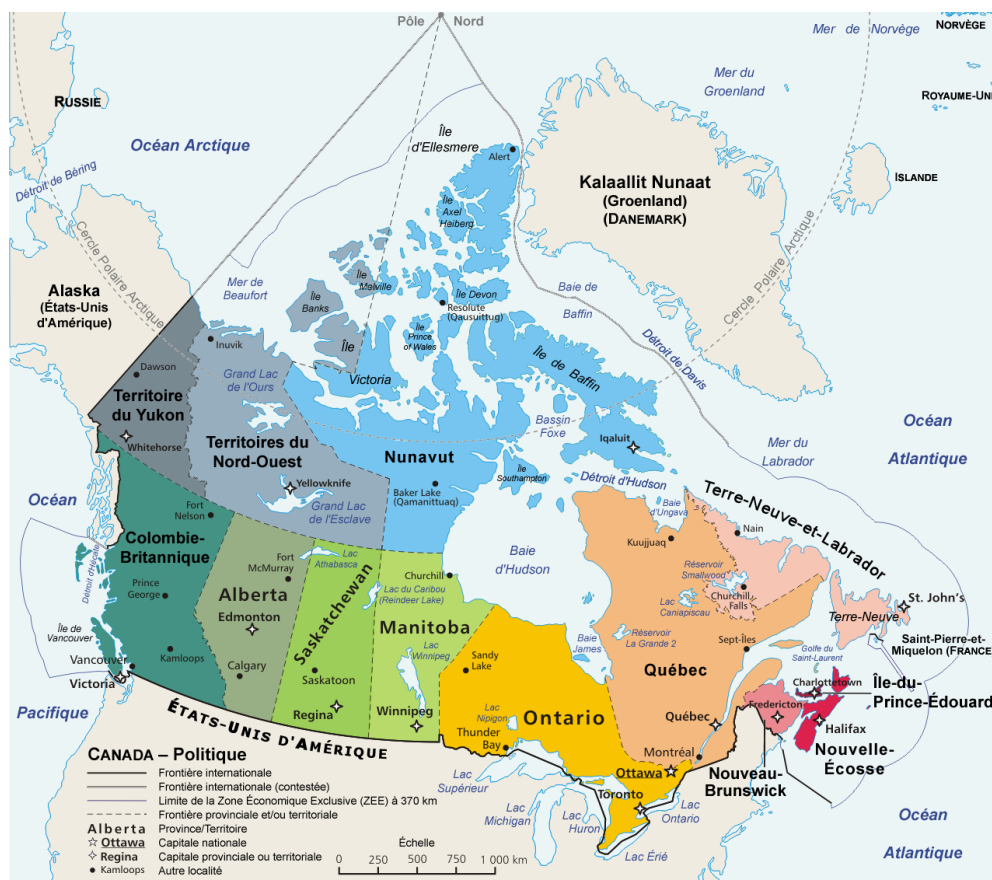 Pôle Nord
Mer de Norvège
NORVÈGE
RUSSIE
Mer du
Groenland
ROYAUME-UNI
Océan Arctique
Île
d'Ellesmere
Alert
Détroit de Béring
Kalaallit Nunaat
(Groenland)
(DANEMARK)
ISLANDE
Cercle Polaire Arctique
Cercle Polaire Arctique
Île
Axel
Haiberg
Mer de
Beaufort
Alaska
(États-Unis
d'Amérique)
Île
Melville
Île
Banks
Île Devon
Resolute
(Qausuittug)
Baie de
Baffin
Île
Prince
of Wales
Inuvik
Île
Victoria
Île de Baffin
Détroit de Davis
Dawson
Grand Lac
de l'Ours
Territoire
du Yukon
Whitehorse
Territoires du
Nord-Ouest
Yellowknife
Nunavut
Bassin
Foxe
Iqaluit
Océan
Atlantique
Mer du
Labrador
Île
Southampton
Détroit d'Hudson
Baker Lake
(Qamanittuaq)
Océan
Pacifique
Grand Lac
de l'Esclave
Fort
Nelson
Colombie-
Britannique
Baie
d'Ungava
Terre-Neuve-et-Labrador
Nain
Kuujjuaq
Baie
d'Hudson
Détroit d'Hécate
Prince
George
Fort
McMurray
Lac
Athabasca
Alberta
Edmonton
Saskatchewan
Churchill
Lac du Caribou
(Reindeer Lake)
Manitoba
Réservoir
Smallwood
Churchill
Falls
Lac
Caniapiscau
St. John's
Terre-Neuve
Île de
Vancouver
Vancouver
Victoria
Kamloops
Calgary
Saskatoon
Regina
Lac
Winnipeg
Winnipeg
Sandy
Lake
Baie
James
Réservoir
La Grande 2
Sept-Îles
Saint-Pierre-et-
Miquelon (FRANCE)
Golfe du
Saint-Laurent
Québec
Charlottetown
Île-du-
Prince-Édouard
Fredericton
Halifax
Nouvelle-
Écosse
Québec
Montréal
Nouveau-
Brunswick
Ontario
Lac
Nipigon
Thunder
Bay
ÉTATS-UNIS D'AMÉRIQUE
Ottawa
Toronto
Lac
Supérieur
Lac
Michigan
Lac
Huron
Lac
Ontario
Lac Érié
Océan
Atlantique
CANADA – Politique
Frontière internationale
Frontière internationale (contestée)
Limite de la Zone Économique Exclusive (ZEE) à 370 km
Frontière provinciale et/ou territoriale
Alberta Province/Territoire
Ottawa Capitale nationale
Regina Capitale provinciale ou territoriale
Kamloops Autre localité
Échelle
0 500 1 000 km